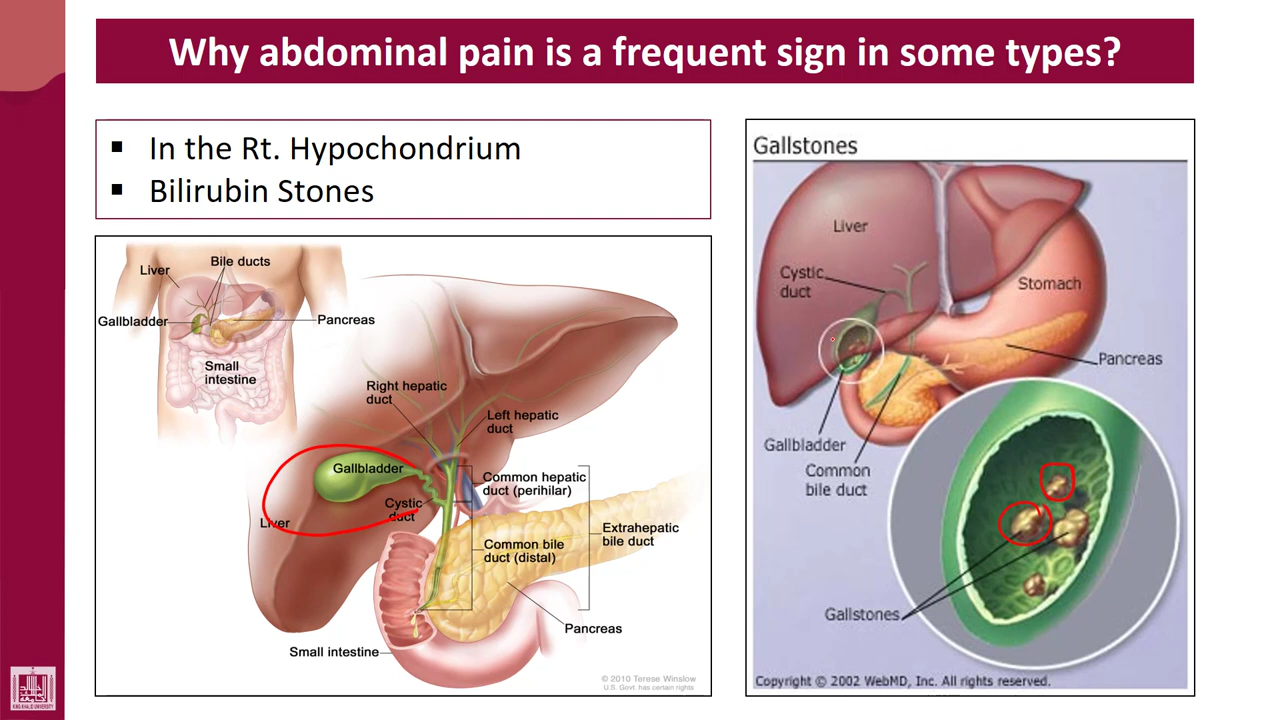 Why abdominal pain is a frequent sign in some types?
▪ In the Rt. Hypochondrium
▪ Bilirubin Stones
Liver
Bile ducts
Gallbladder
Pancreas
Small
intestine
Right hepatic
duct
Left hepatic
duct
Gallbladder
Common hepatic
duct (perihilar)
Cystic
duct
Liver
Extrahepatic
bile duct
Common bile
duct (distal)
Pancreas
Small intestine
© 2010 Terese Winslow
U.S. Govt. has certain rights
Gallstones
Liver
Cystic
duct
Stomach
Pancreas
Gallbladder
Common
bile duct
Gallstones
Copyright © 2002 WebMD, Inc. All rights reserved.
KING KHALID UNIVERSITY